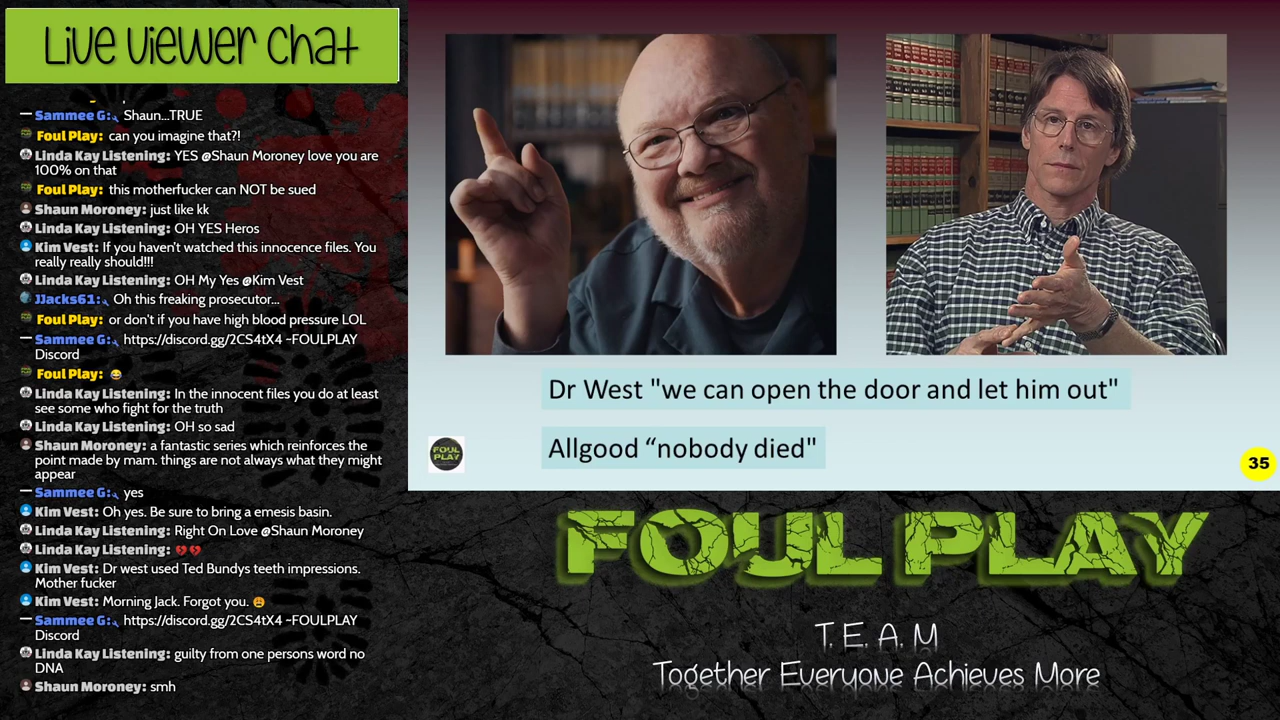 Live viewer chat
Sammee G: Shaun...TRUE
Foul Play: can you imagine that?!
Linda Kay Listening: YES @Shaun Moroney love you are
100% on that
Foul Play: this motherfucker can NOT be sued
Shaun Moroney: just like kk
Linda Kay Listening: OH YES Heros
Kim Vest: If you haven't watched this innocence files. You
really really should!!!
Linda Kay Listening: OH My Yes @Kim Vest
JJacks61: Oh this freaking prosecutor...
Foul Play: or don't if you have high blood pressure LOL
Sammee G: https://discord.gg/2CS4tX4 ~FOULPLAY
Discord
Foul Play: 😂
Linda Kay Listening: In the innocent files you do at least
see some who fight for the truth
Linda Kay Listening: OH so sad
Shaun Moroney: a fantastic series which reinforces the
point made by mam. things are not always what they might
appear
Sammee G: yes
Kim Vest: Oh yes. Be sure to bring a emesis basin.
Linda Kay Listening: Right On Love @Shaun Moroney
Linda Kay Listening: 💔💔
Kim Vest: Dr west used Ted Bundys teeth impressions.
Mother fucker
Kim Vest: Morning Jack. Forgot you. 😩
Sammee G: https://discord.gg/2CS4tX4 ~FOULPLAY
Discord
Linda Kay Listening: guilty from one persons word no
DNA
Shaun Moroney: smh
Dr West "we can open the door and let him out"
Allgood “nobody died"
FOUL
PLAY
35
FOUL PLAY
T. E. A. M
Together Everyone Achieves More